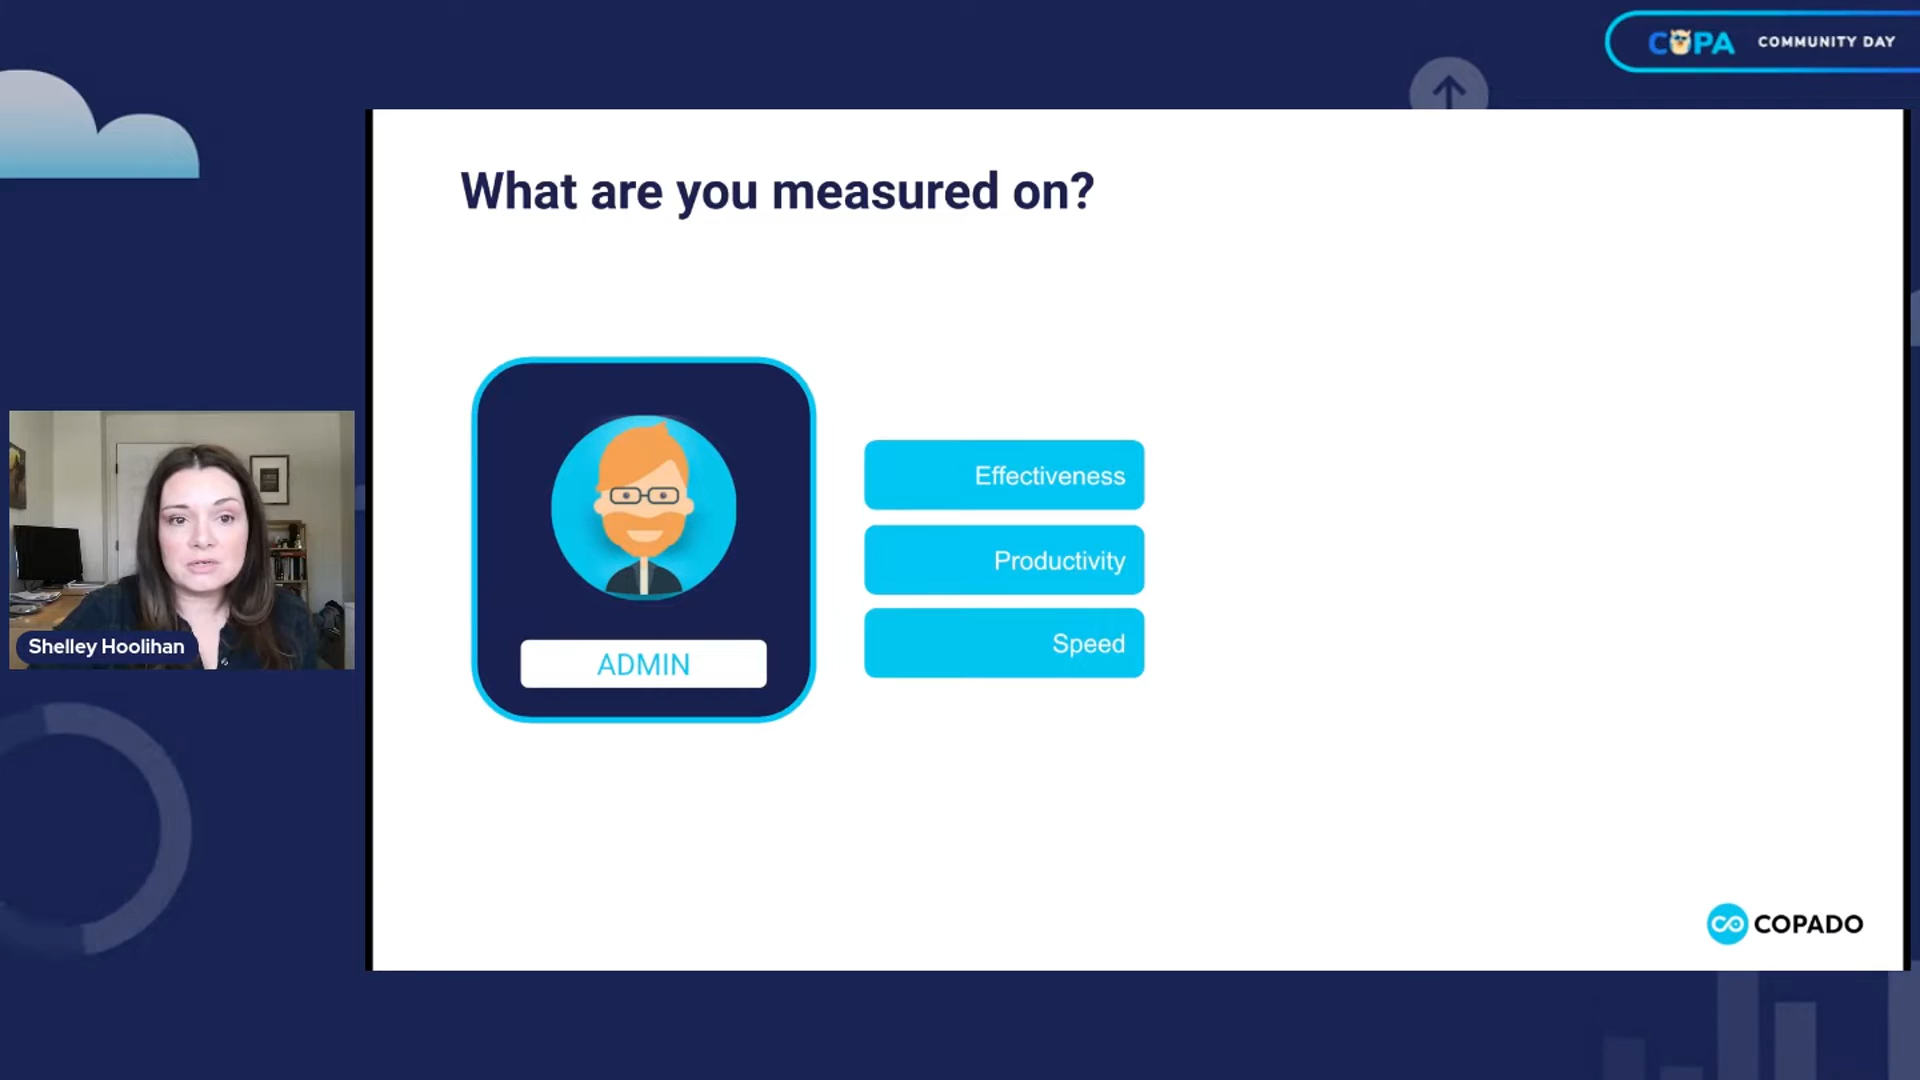 COPA COMMUNITY DAY
What are you measured on?
Effectiveness
Productivity
Speed
ADMIN
Shelley Hoolihan
COPADO